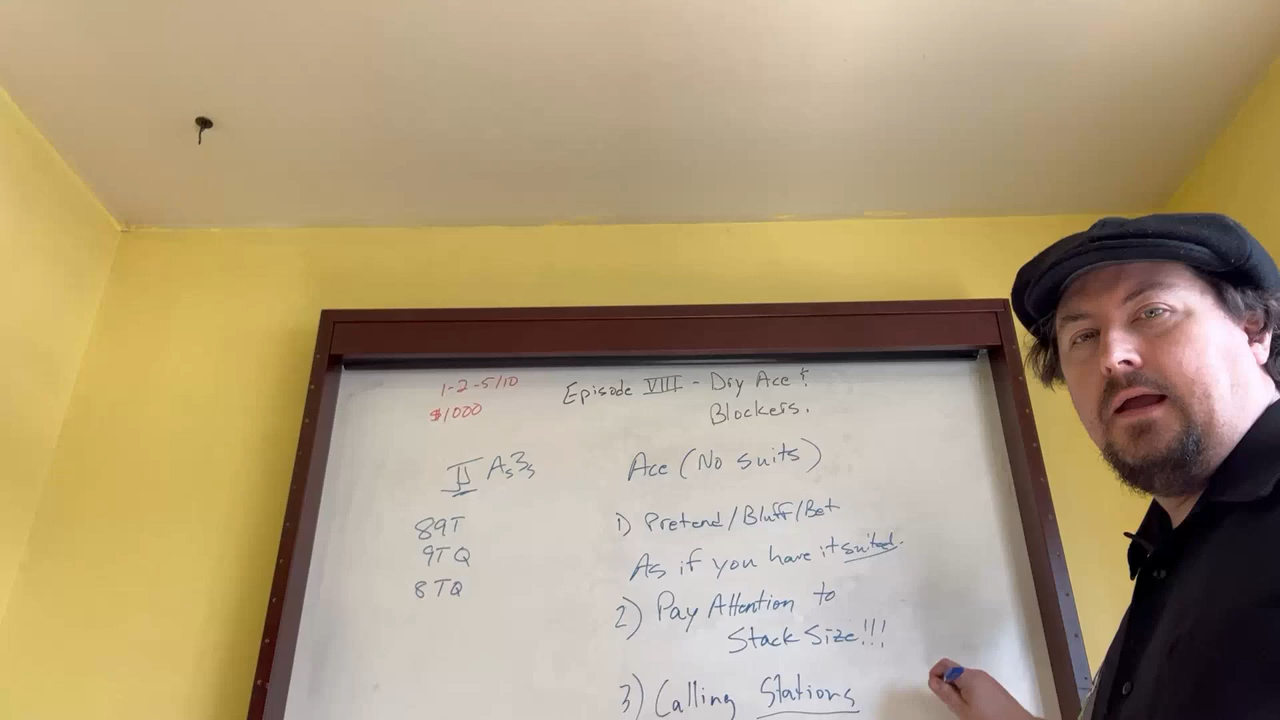 1-2-5/10
$1000
Episode VIII - Dry Ace &
Blockers.
II As3s
89T
9TQ
8TQ
Ace (No suits)
1) Pretend/Bluff/Bet
As if you have it suited.
2) Pay Attention to
Stack Size!!!
3) Calling Stations